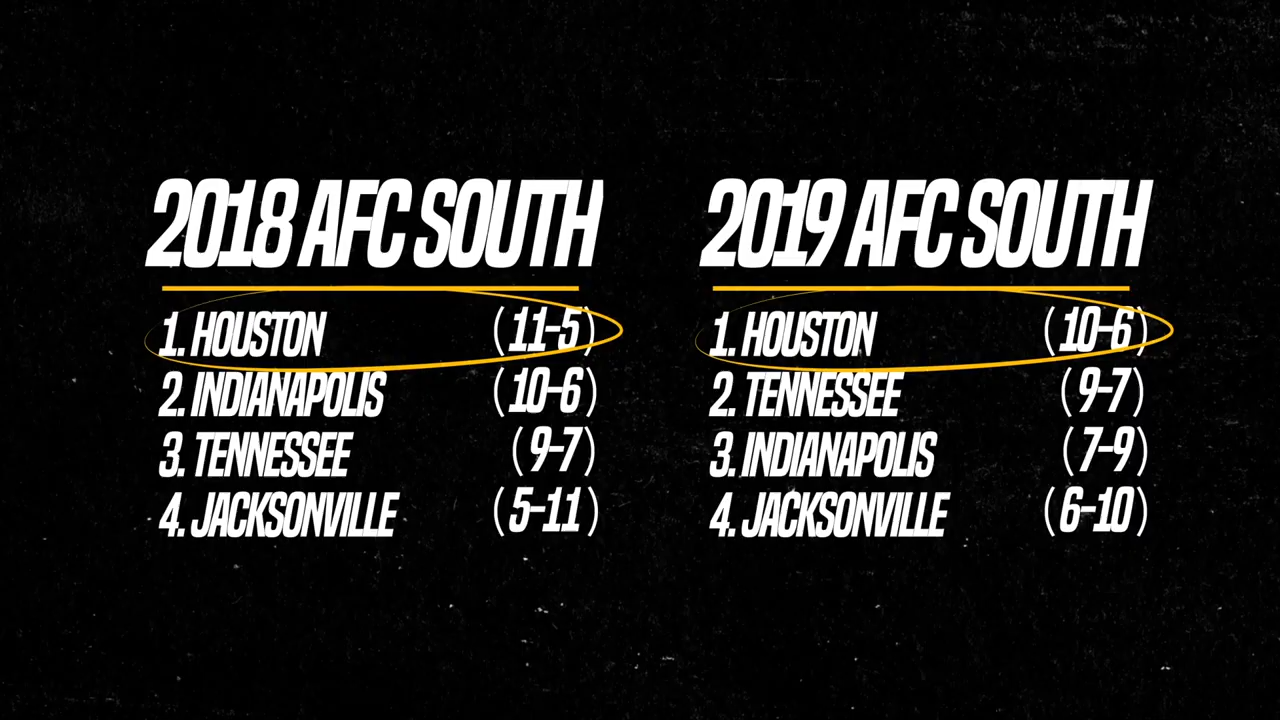 2018 AFC SOUTH
1. HOUSTON (11-5)
2. INDIANAPOLIS (10-6)
3. TENNESSEE (9-7)
4. JACKSONVILLE (5-11)
2019 AFC SOUTH
1. HOUSTON (10-6)
2. TENNESSEE (9-7)
3. INDIANAPOLIS (7-9)
4. JACKSONVILLE (6-10)